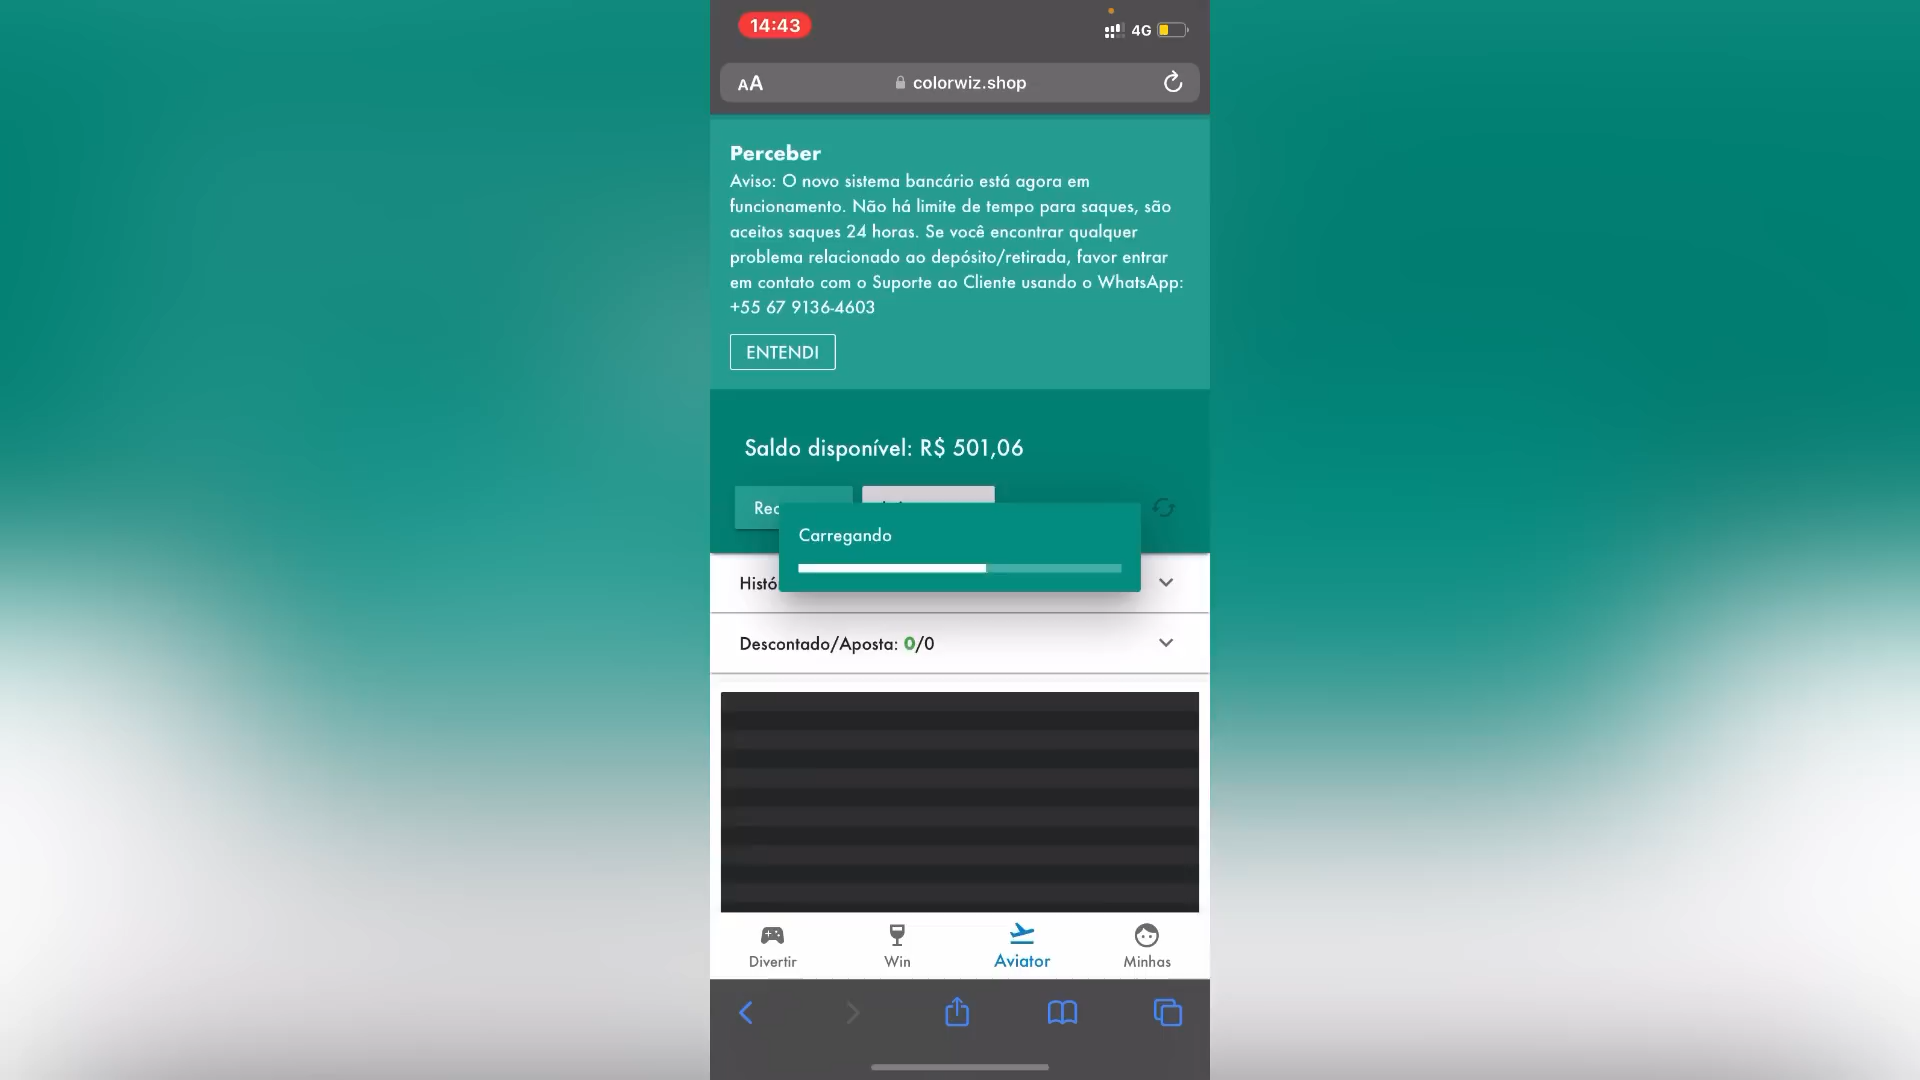 14:43
4G
AA
colorwiz.shop
Perceber
Aviso: O novo sistema bancário está agora em
funcionamento. Não há limite de tempo para saques, são
aceitos saques 24 horas. Se você encontrar qualquer
problema relacionado ao depósito/retirada, favor entrar
em contato com o Suporte ao Cliente usando o WhatsApp:
+55 67 9136-4603
ENTENDI
Saldo disponível: R$ 501,06
Carregando
Descontado/Aposta: 0/0
Divertir
Win
Aviator
Minhas